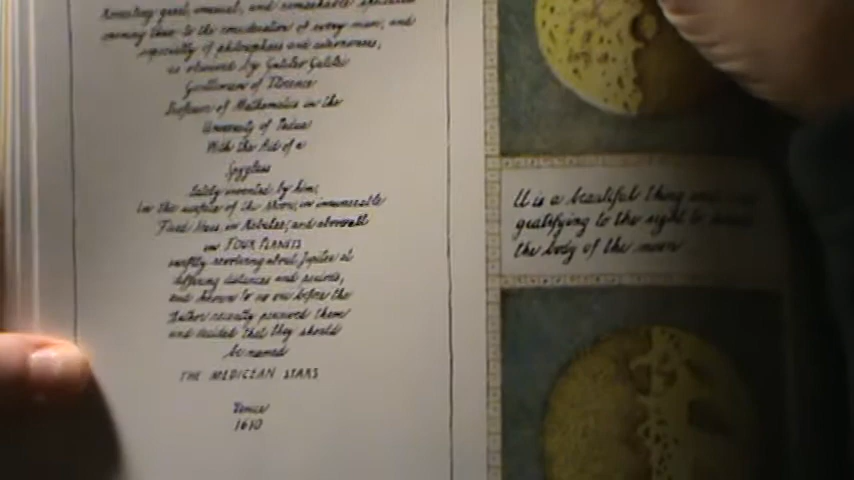 Revealing great, unusual, and remarkable
opening these to the consideration of every man, and
especially of philosophers and astronomers;
as observed by Galileo Galilei
Gentleman of Florence
Professor of Mathematics in the
University of Padua
With the Aid of a
Spyglass
lately invented by him,
In the surface of the Moon, in innumerable
Fixed Stars, in Nebulae, and above all
in FOUR PLANETS
swiftly revolving about Jupiter at
differing distances and periods,
and known to no one before the
Author recently perceived them
and decided that they should
be named
THE MEDICEAN STARS
Venice
1610
It is a beautiful thing
gratifying to the sight to
the body of the moon